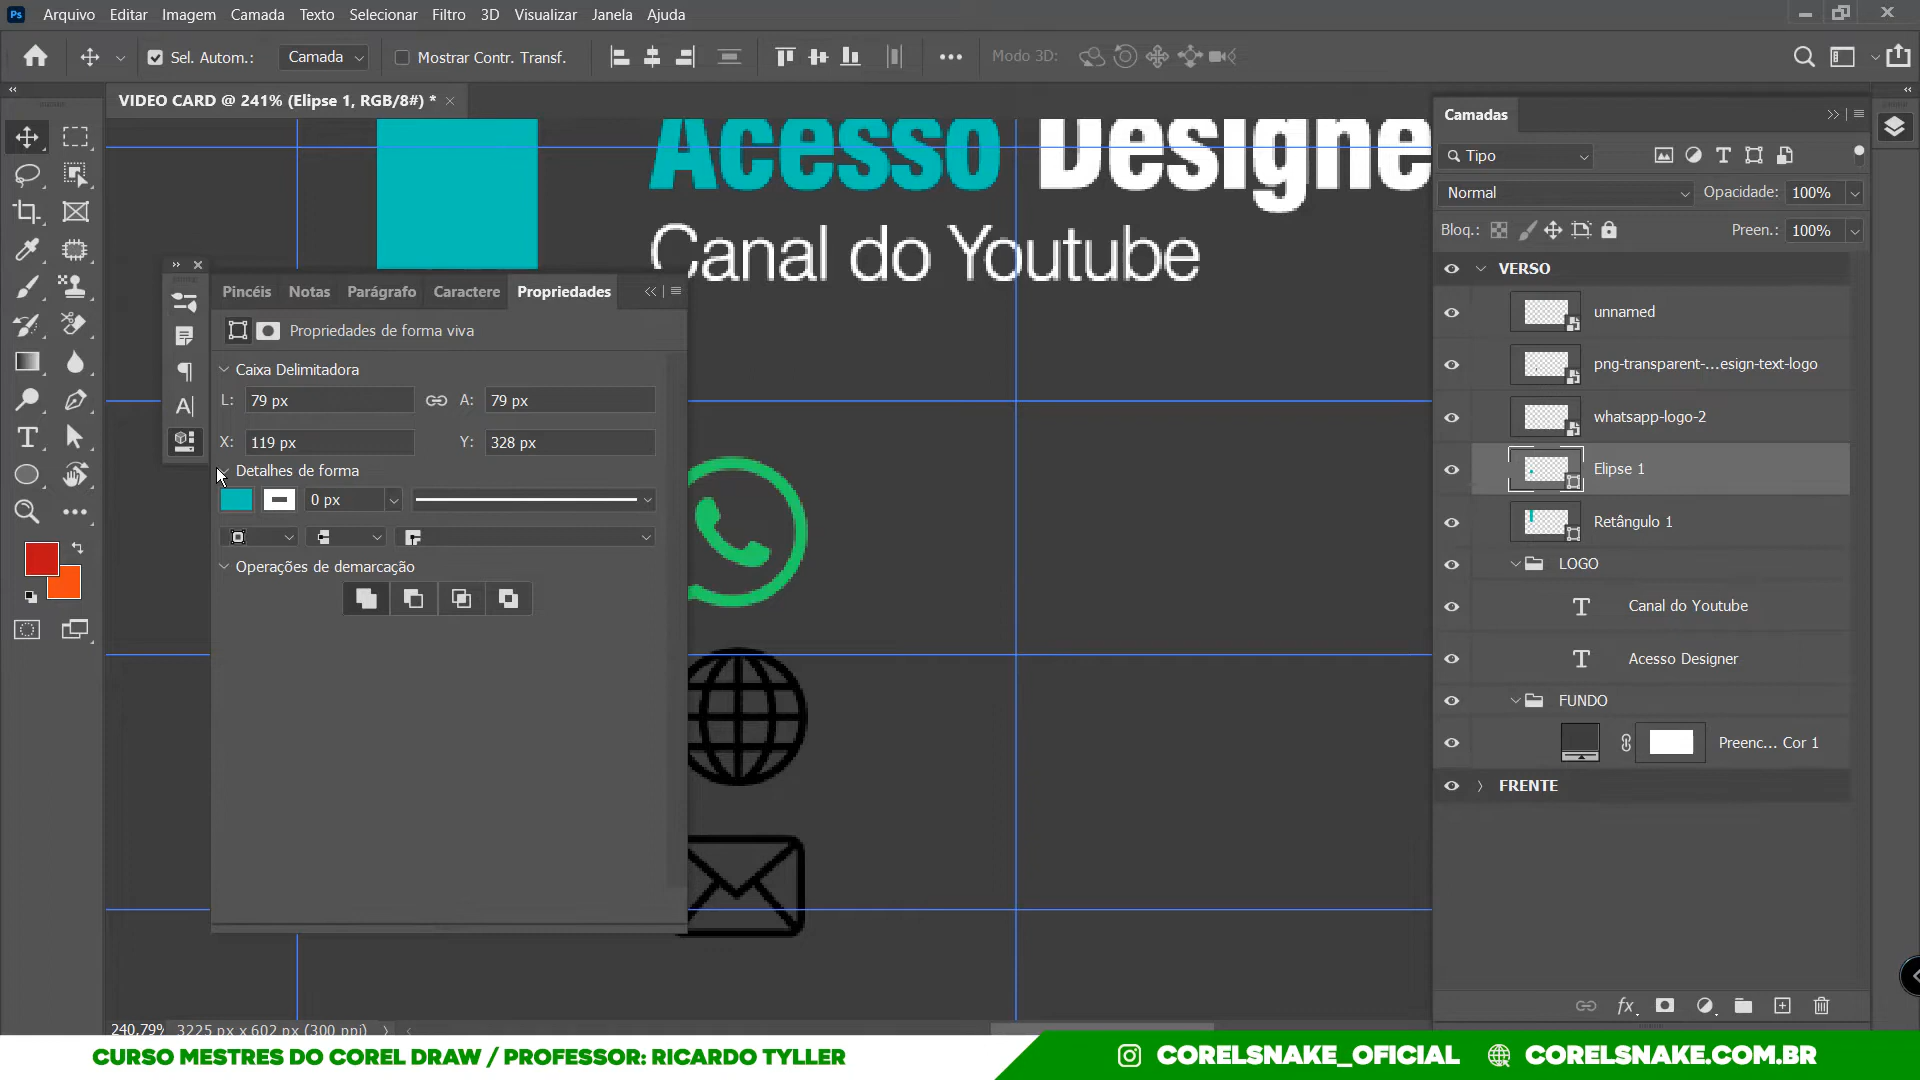 Arquivo Editar Imagem Camada Texto Selecionar Filtro 3D Visualizar Janela Ajuda
Sel. Autom.: Camada Mostrar Contr. Transf. Modo 3D:
VIDEO CARD @ 241% (Elipse 1, RGB/8#) *
Acesso Designe
Canal do Youtube
Pincéis Notas Parágrafo Caractere Propriedades
Propriedades de forma viva
Caixa Delimitadora
L: 79 px A: 79 px
X: 119 px Y: 328 px
Detalhes de forma
0 px
Operações de demarcação
Camadas
Tipo
Normal Opacidade: 100%
Bloq.: Preen.: 100%
VERSO
unnamed
png-transparent-...esign-text-logo
whatsapp-logo-2
Elipse 1
Retângulo 1
LOGO
Canal do Youtube
Acesso Designer
FUNDO
Preenc... Cor 1
FRENTE
240,79% 3225 px x 602 px (300 ppi)
CURSO MESTRES DO COREL DRAW / PROFESSOR: RICARDO TYLLER
CORELSNAKE_OFICIAL CORELSNAKE.COM.BR